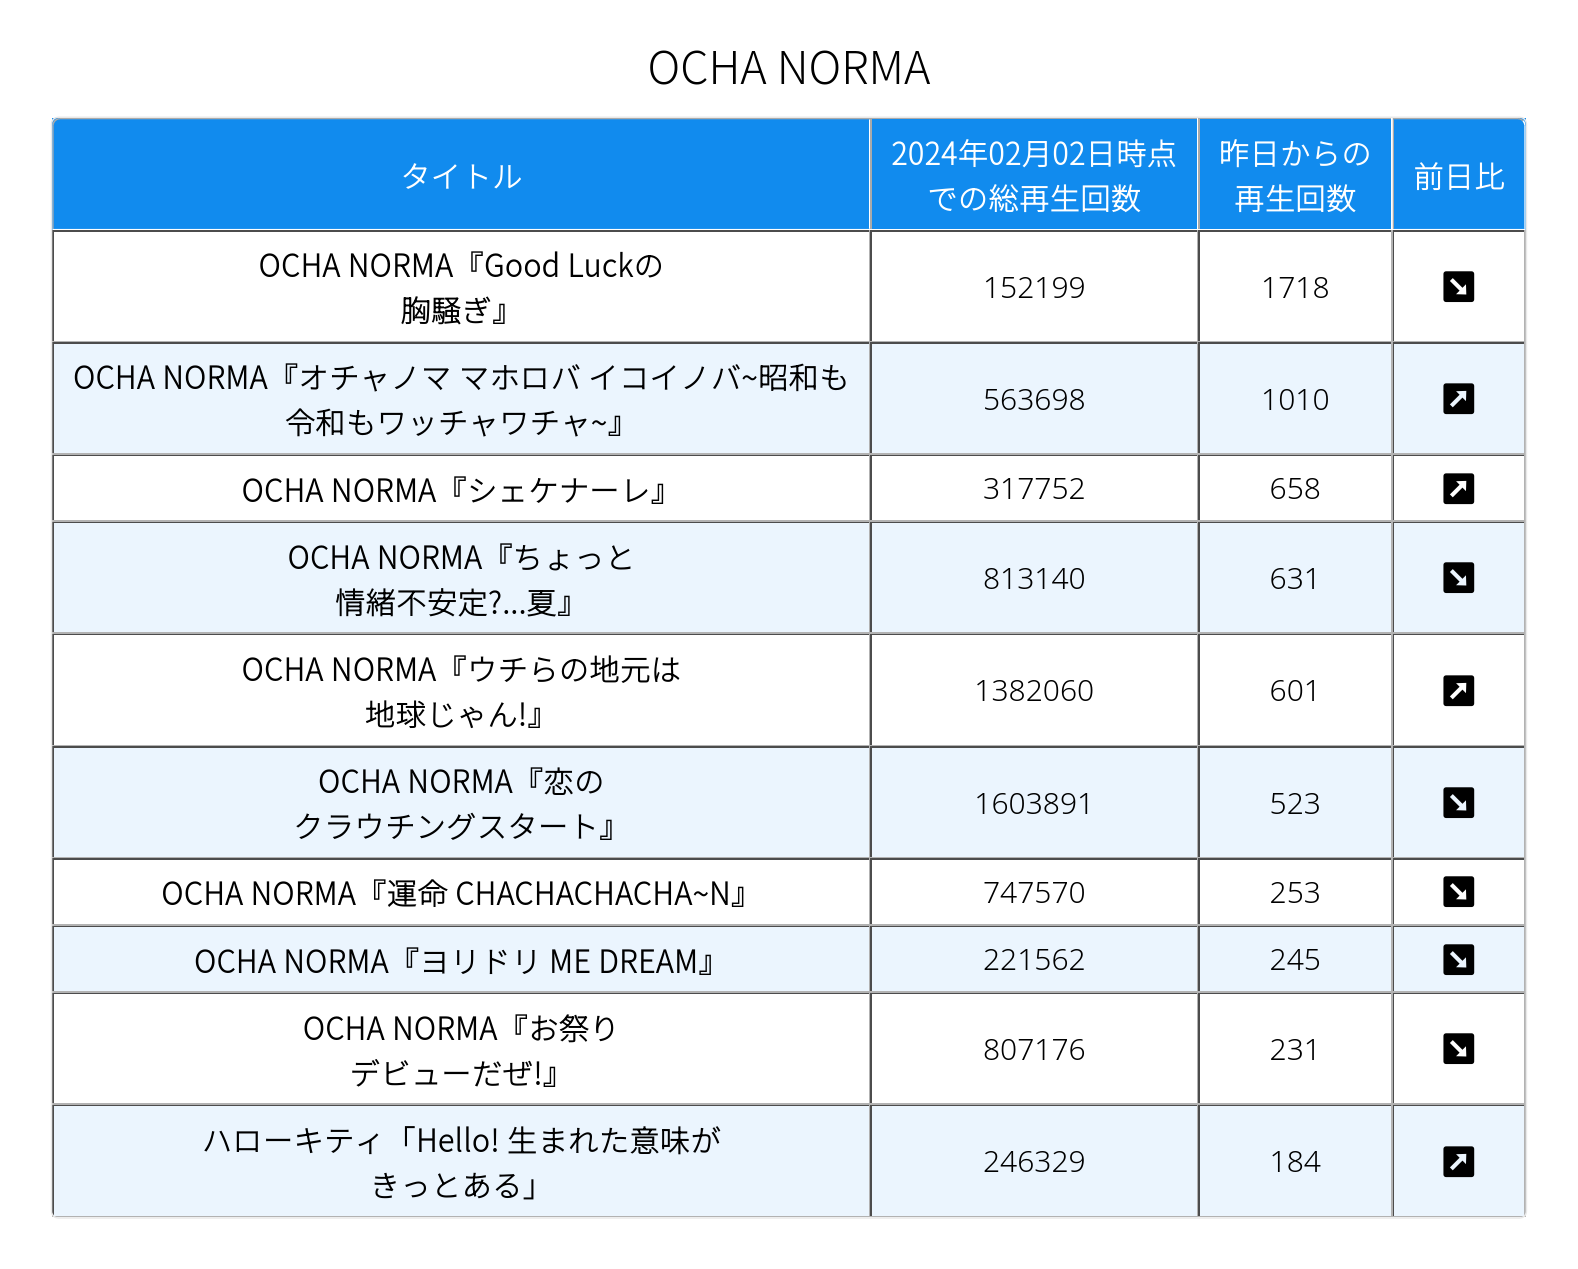 OCHA NORMA
タイトル
2024年02月02日時点
での総再生回数
昨日からの
再生回数
前日比
OCHA NORMA『Good Luckの
胸騒ぎ』
152199
1718
OCHA NORMA『オチャノマ マホロバ イコイノバ~昭和も
令和もワッチャワチャ~』
563698
1010
OCHA NORMA『シェケナーレ』
317752
658
OCHA NORMA『ちょっと
情緒不安定?...夏』
813140
631
OCHA NORMA『ウチらの地元は
地球じゃん!』
1382060
601
OCHA NORMA『恋の
クラウチングスタート』
1603891
523
OCHA NORMA『運命 CHACHACHACHA~N』
747570
253
OCHA NORMA『ヨリドリ ME DREAM』
221562
245
OCHA NORMA『お祭り
デビューだぜ!』
807176
231
ハローキティ「Hello! 生まれた意味が
きっとある」
246329
184